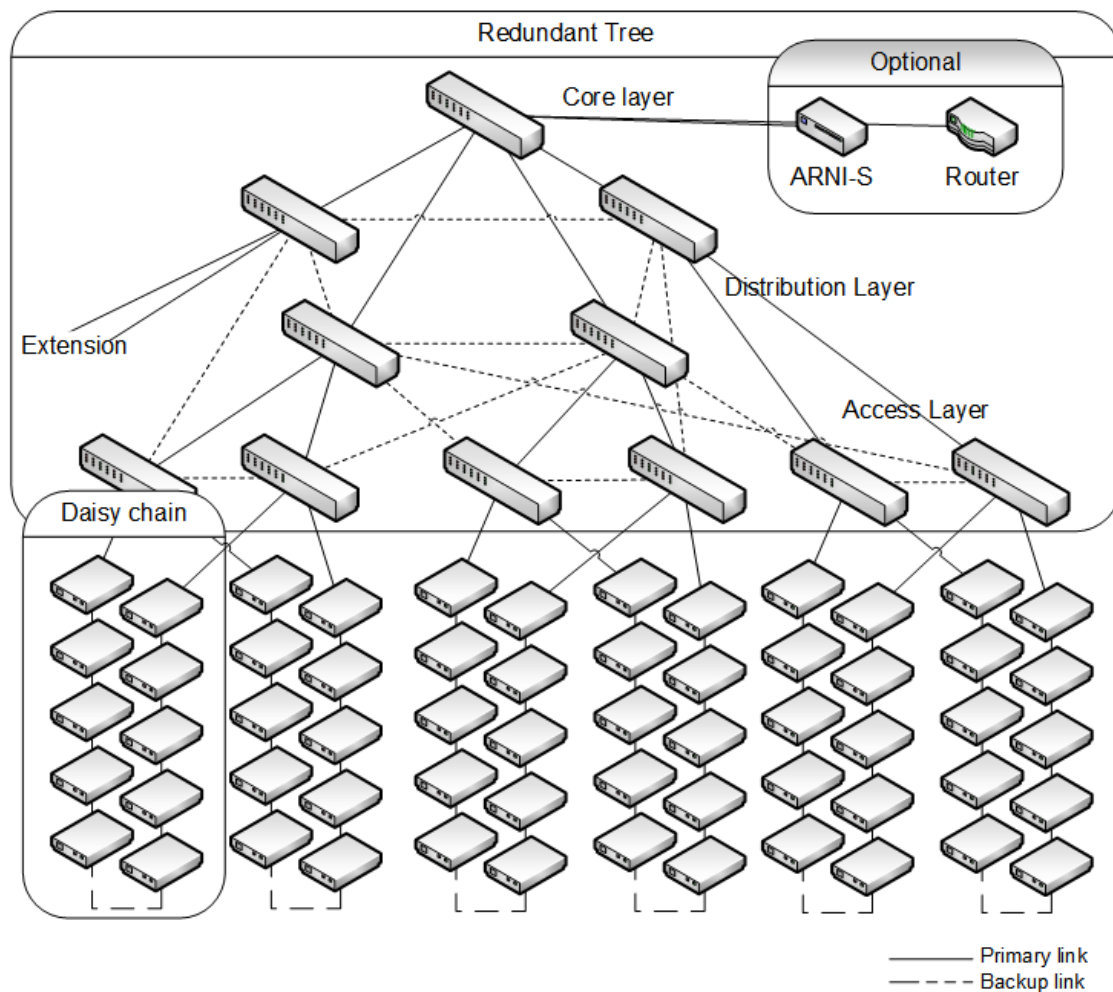 Redundant Tree
Optional
Core layer
ARNI-S
Router
Distribution Layer
Extension
Access Layer
Daisy chain
Primary link
Backup link